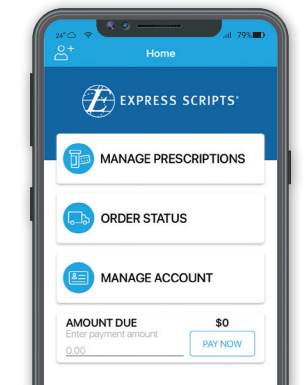 24°
79%
Home
EXPRESS SCRIPTS®
MANAGE PRESCRIPTIONS
ORDER STATUS
MANAGE ACCOUNT
AMOUNT DUE $0
Enter payment amount
0.00 PAY NOW